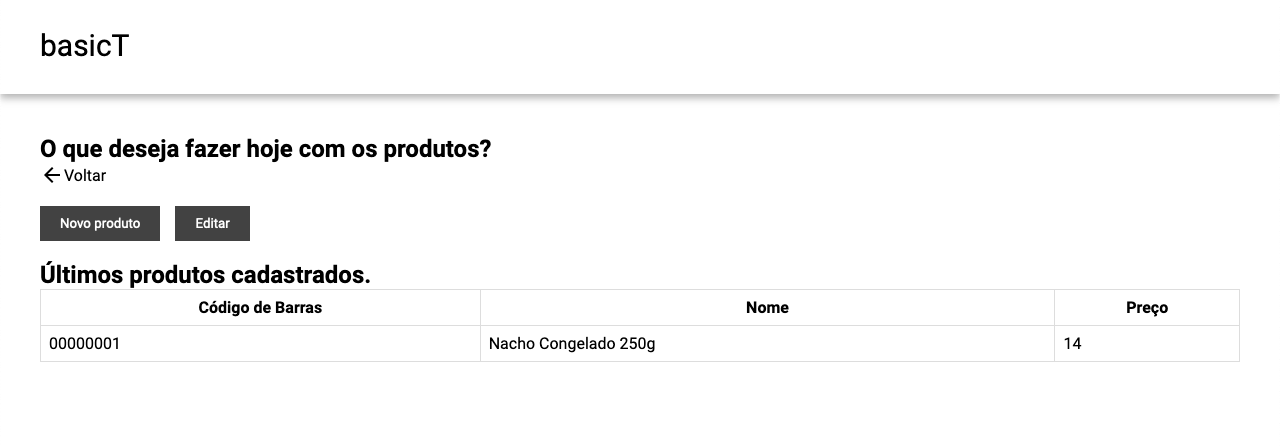 basicT
O que deseja fazer hoje com os produtos?
Voltar
Novo produto Editar
Últimos produtos cadastrados.
Código de Barras Nome Preço
00000001 Nacho Congelado 250g 14